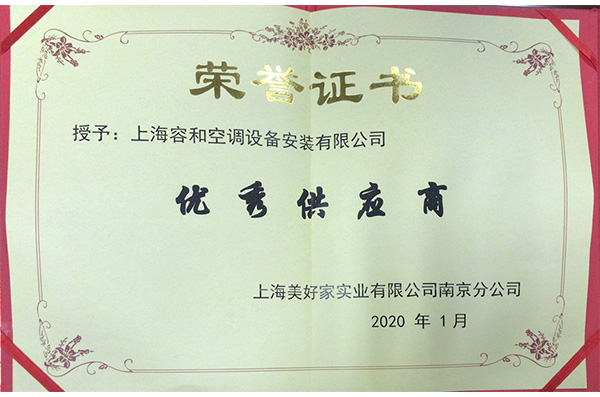 荣誉证书
授予：上海容和空调设备安装有限公司
优秀供应商
上海美好家实业有限公司南京分公司
2020 年 1月